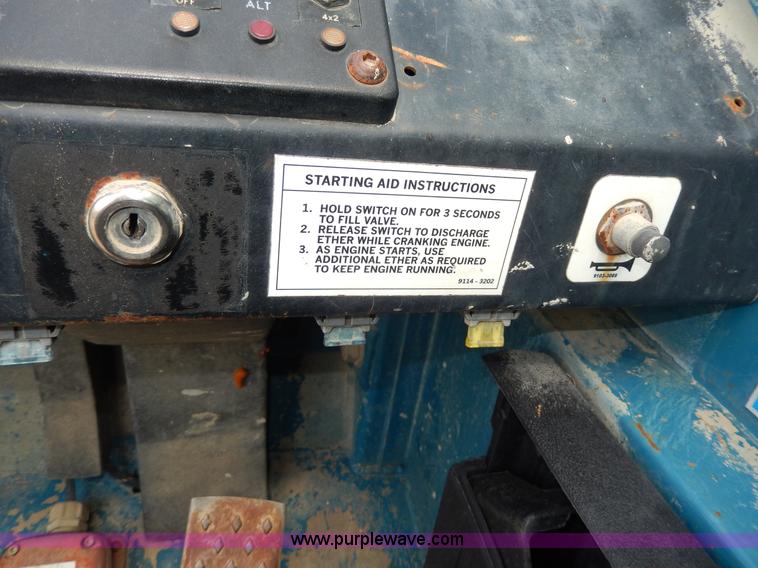 OFF
ALT
4x2
STARTING AID INSTRUCTIONS
1. HOLD SWITCH ON FOR 3 SECONDS
TO FILL VALVE.
2. RELEASE SWITCH TO DISCHARGE
ETHER WHILE CRANKING ENGINE.
3. AS ENGINE STARTS, USE
ADDITIONAL ETHER AS REQUIRED
TO KEEP ENGINE RUNNING.
9114 - 3202
9103-3069
www.purplewave.com